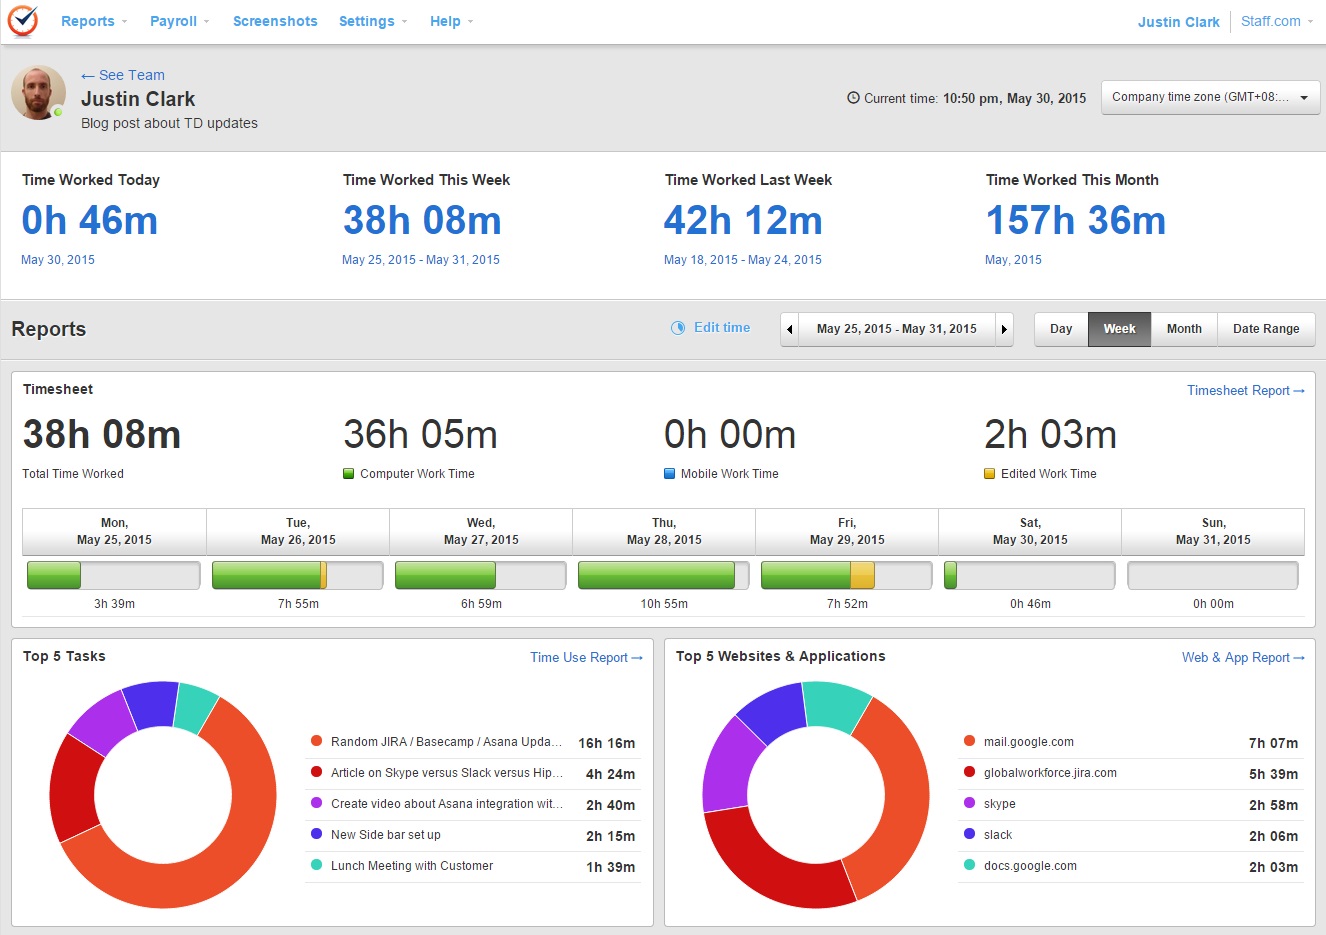 Reports Payroll Screenshots Settings Help Justin Clark Staff.com
← See Team
Justin Clark
Blog post about TD updates
Current time: 10:50 pm, May 30, 2015 Company time zone (GMT+08:...
Time Worked Today Time Worked This Week Time Worked Last Week Time Worked This Month
0h 46m 38h 08m 42h 12m 157h 36m
May 30, 2015 May 25, 2015 - May 31, 2015 May 18, 2015 - May 24, 2015 May, 2015
Reports Edit time May 25, 2015 - May 31, 2015 Day Week Month Date Range
Timesheet Timesheet Report →
38h 08m 36h 05m 0h 00m 2h 03m
Total Time Worked Computer Work Time Mobile Work Time Edited Work Time
Mon, Tue, Wed, Thu, Fri, Sat, Sun,
May 25, 2015 May 26, 2015 May 27, 2015 May 28, 2015 May 29, 2015 May 30, 2015 May 31, 2015
3h 39m 7h 55m 6h 59m 10h 55m 7h 52m 0h 46m 0h 00m
Top 5 Tasks Time Use Report →
Random JIRA / Basecamp / Asana Upda... 16h 16m
Article on Skype versus Slack versus Hip... 4h 24m
Create video about Asana integration wit... 2h 40m
New Side bar set up 2h 15m
Lunch Meeting with Customer 1h 39m
Top 5 Websites & Applications Web & App Report →
mail.google.com 7h 07m
globalworkforce.jira.com 5h 39m
skype 2h 58m
slack 2h 06m
docs.google.com 2h 03m